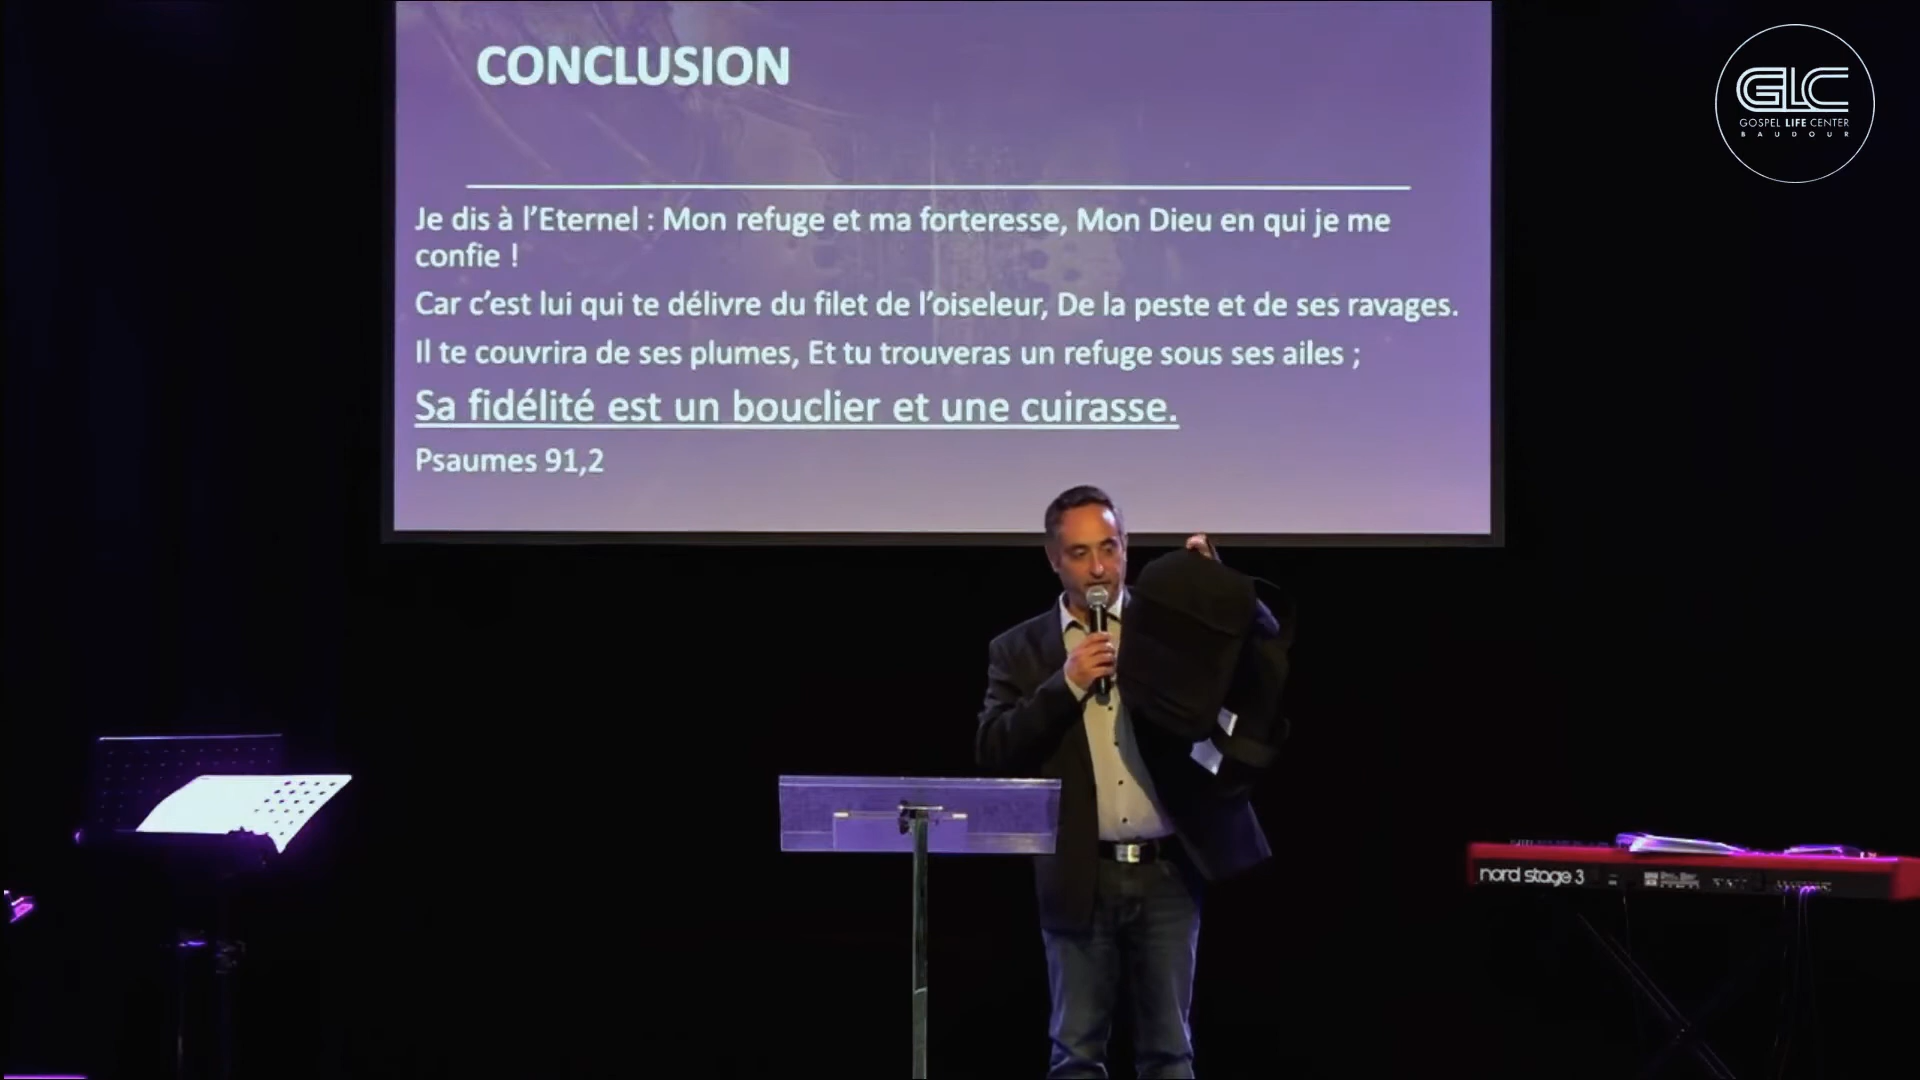 CONCLUSION
Je dis à l'Eternel : Mon refuge et ma forteresse, Mon Dieu en qui je me
confie !
Car c'est lui qui te délivre du filet de l'oiseleur, De la peste et de ses ravages.
Il te couvrira de ses plumes, Et tu trouveras un refuge sous ses ailes ;
Sa fidélité est un bouclier et une cuirasse.
Psaumes 91,2
GLC
GOSPEL LIFE CENTER
BAUDOUR
nord stage 3